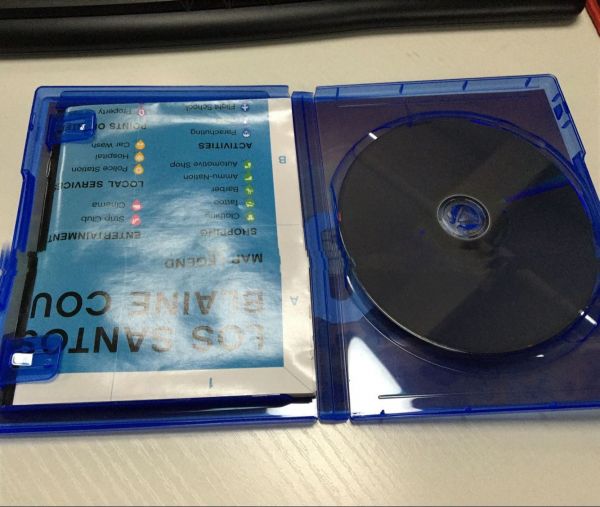 1
LOS SANTOS
BLAINE COU
A
MAP LEGEND
SHOPPING
Clothing
Tattoo
Barber
Ammu-Nation
Automotive Shop
ACTIVITIES
Parachuting
Flight School
ENTERTAINMENT
Strip Club
Cinema
LOCAL SERVICE
Police Station
Hospital
Car Wash
POINTS OF
Property
B